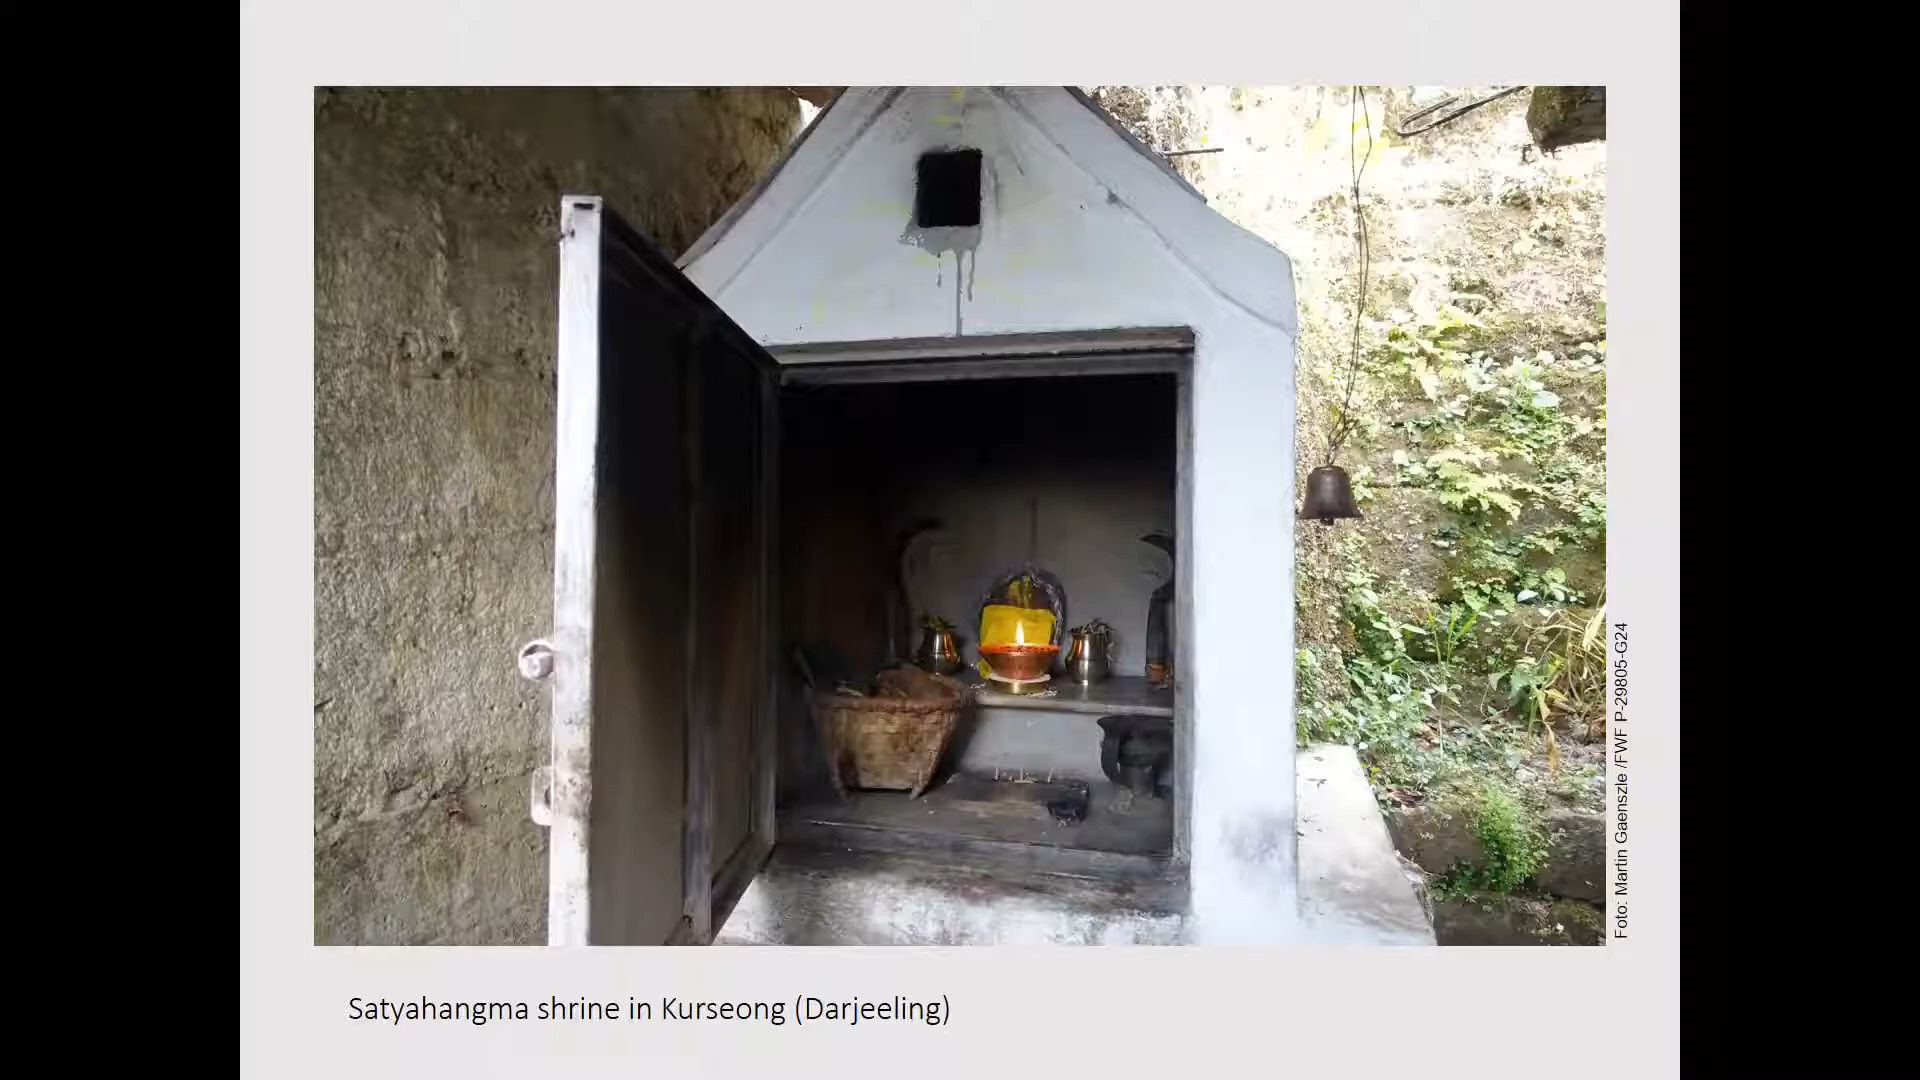 Foto: Martin Gaenszle /FWF P-29805-G24
Satyahangma shrine in Kurseong (Darjeeling)